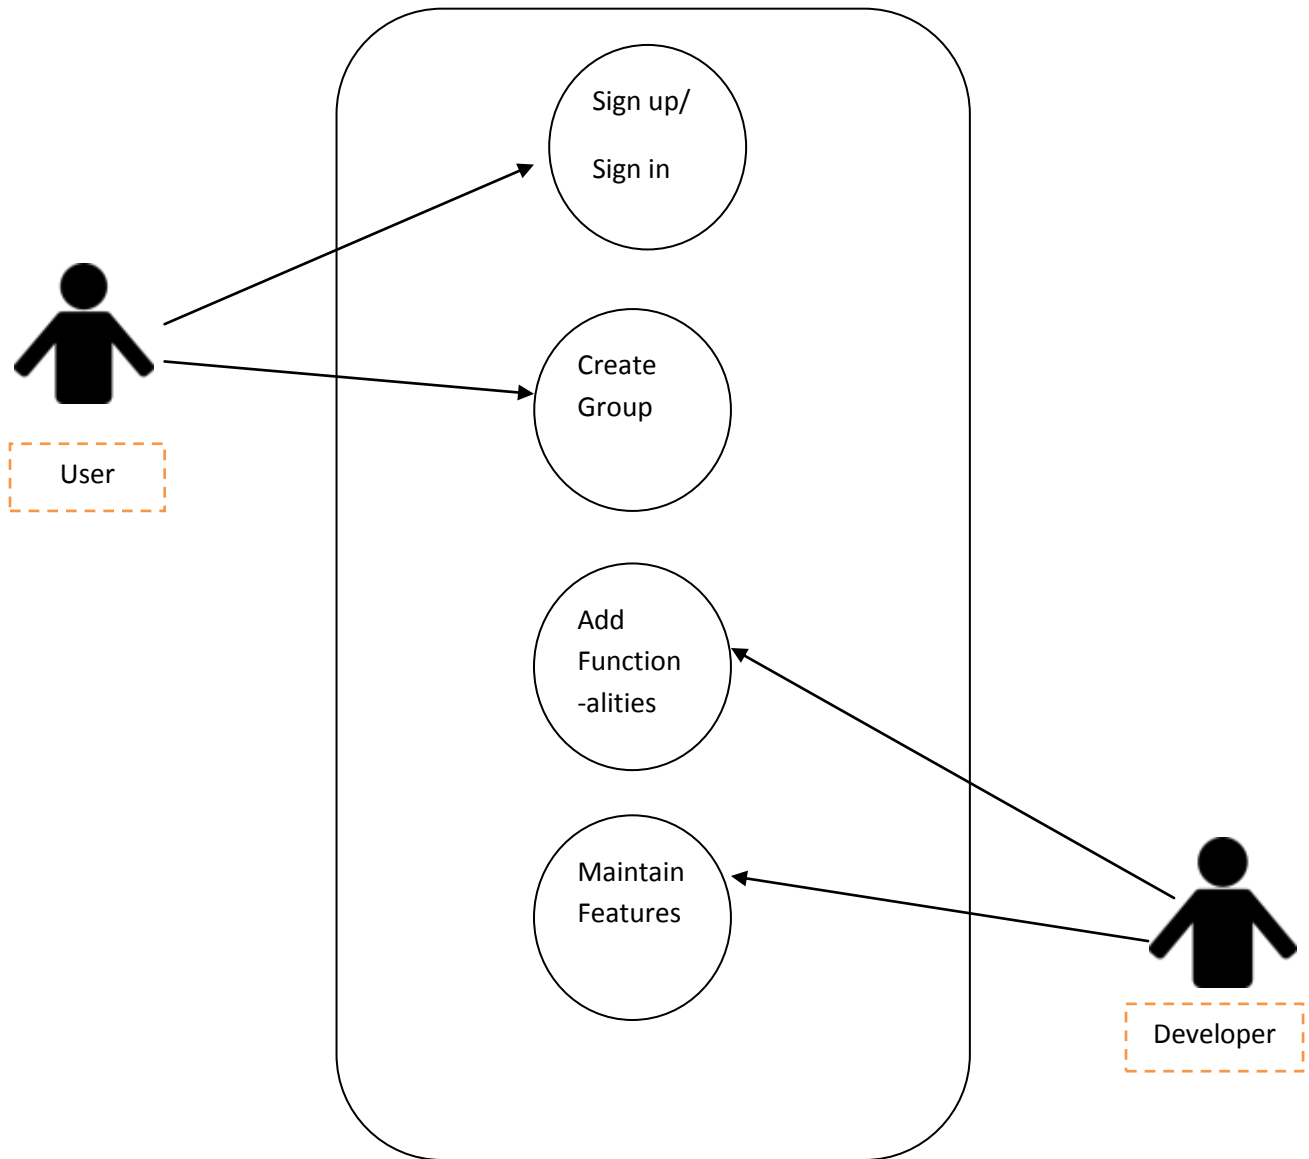 Sign up/
Sign in
Create
Group
User
Add
Function
-alities
Maintain
Features
Developer